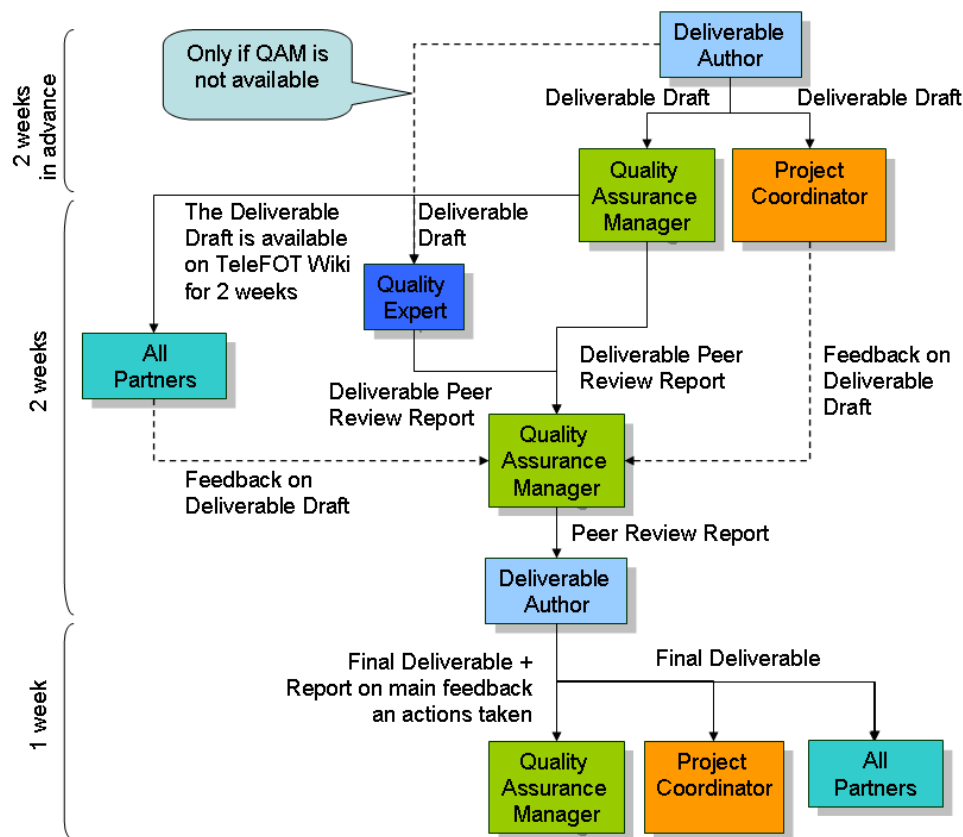 Only if QAM is
not available
Deliverable
Author
2 weeks
in advance
Deliverable Draft
Deliverable Draft
Quality
Assurance
Manager
Project
Coordinator
The Deliverable
Draft is available
on TeleFOT Wiki
for 2 weeks
Deliverable
Draft
Quality
Expert
2 weeks
All
Partners
Deliverable Peer
Review Report
Deliverable Peer
Review Report
Feedback on
Deliverable
Draft
Quality
Assurance
Manager
Feedback on
Deliverable Draft
Peer Review Report
Deliverable
Author
1 week
Final Deliverable +
Report on main feedback
an actions taken
Final Deliverable
Quality
Assurance
Manager
Project
Coordinator
All
Partners